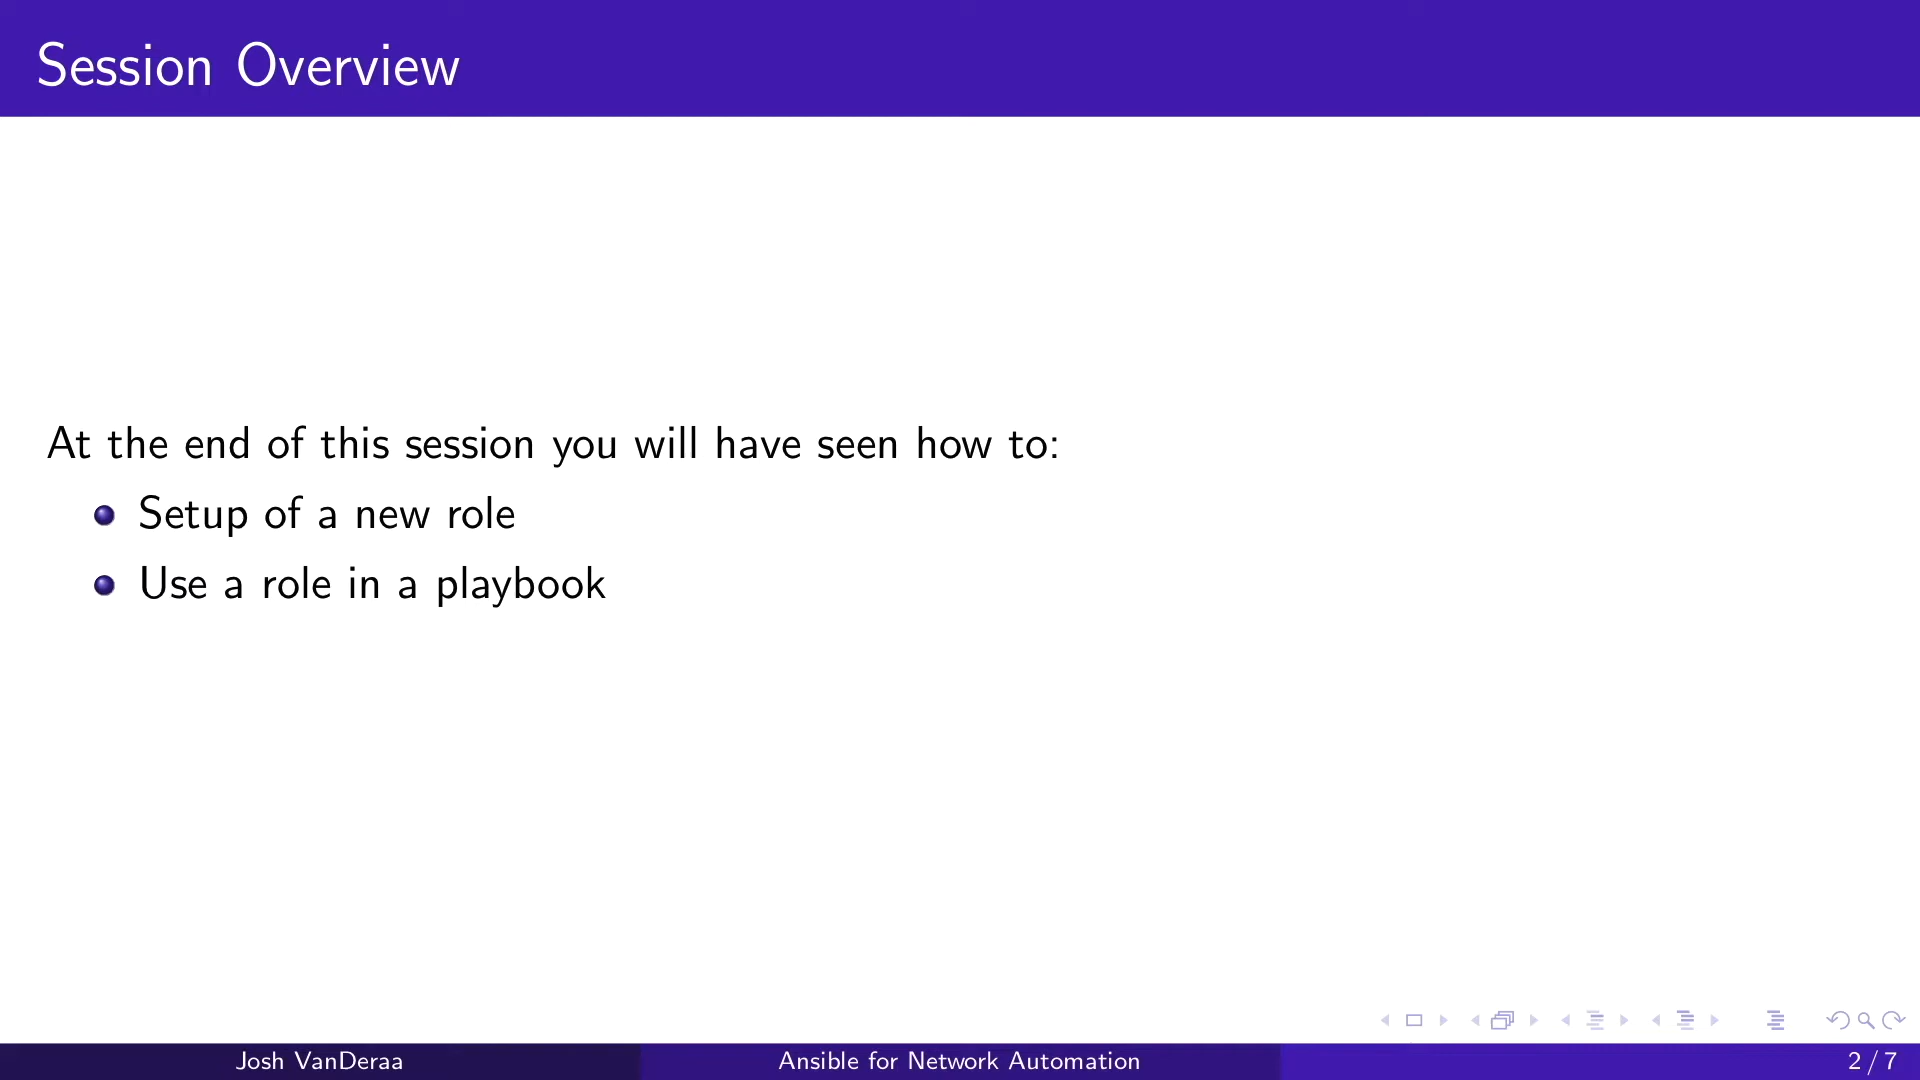 Session Overview
At the end of this session you will have seen how to:
Setup of a new role
Use a role in a playbook
Josh VanDeraa
Ansible for Network Automation
2 / 7